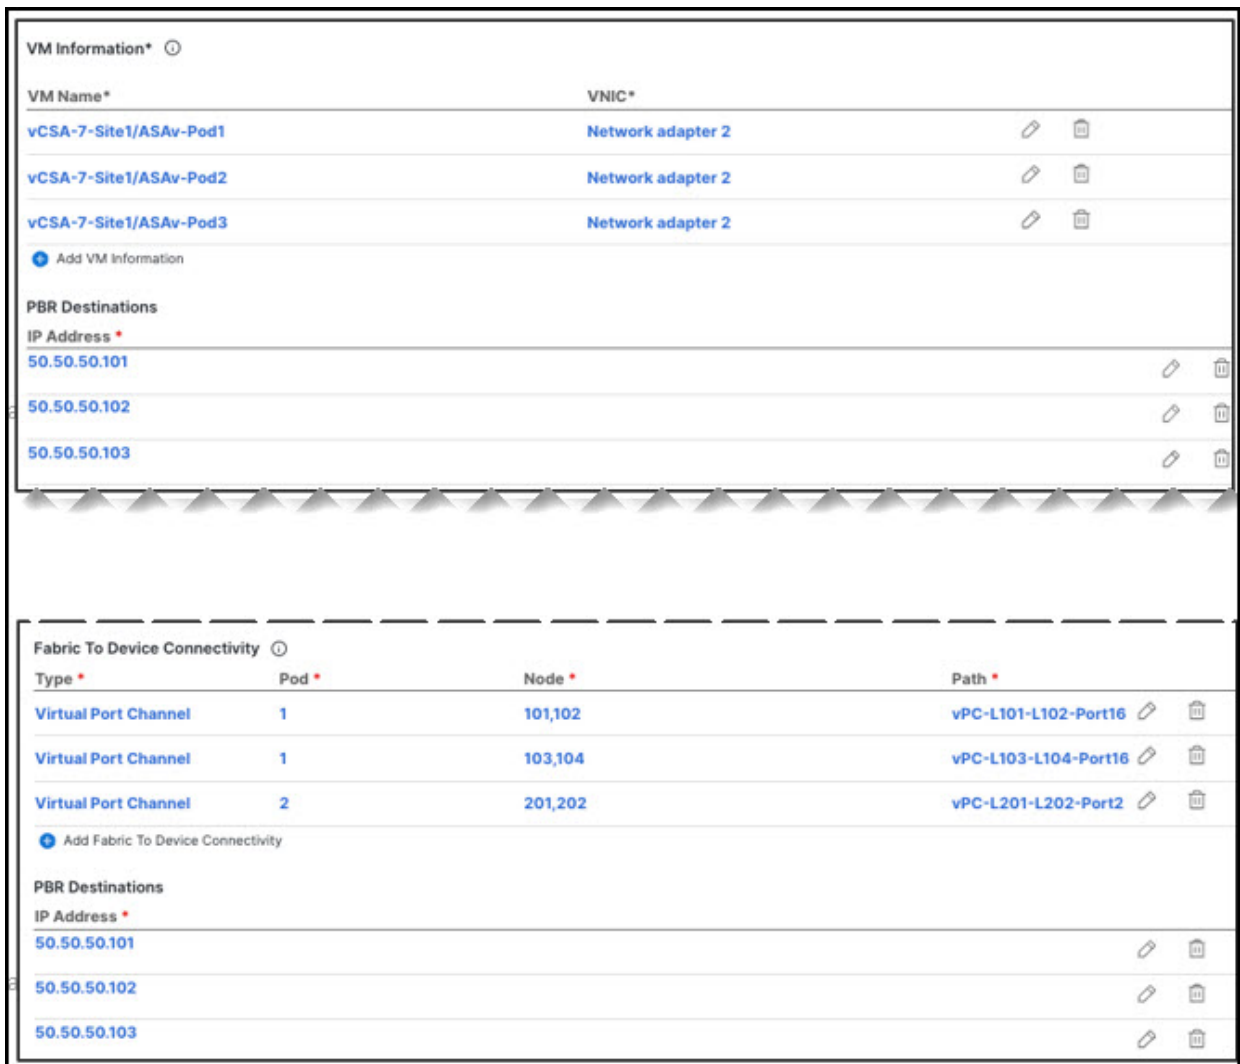 VM Information*
VM Name* VNIC*
vCSA-7-Site1/ASAv-Pod1 Network adapter 2
vCSA-7-Site1/ASAv-Pod2 Network adapter 2
vCSA-7-Site1/ASAv-Pod3 Network adapter 2
Add VM Information
PBR Destinations
IP Address *
50.50.50.101
50.50.50.102
50.50.50.103
Fabric To Device Connectivity
Type * Pod * Node * Path *
Virtual Port Channel 1 101,102 vPC-L101-L102-Port16
Virtual Port Channel 1 103,104 vPC-L103-L104-Port16
Virtual Port Channel 2 201,202 vPC-L201-L202-Port2
Add Fabric To Device Connectivity
PBR Destinations
IP Address *
50.50.50.101
50.50.50.102
50.50.50.103